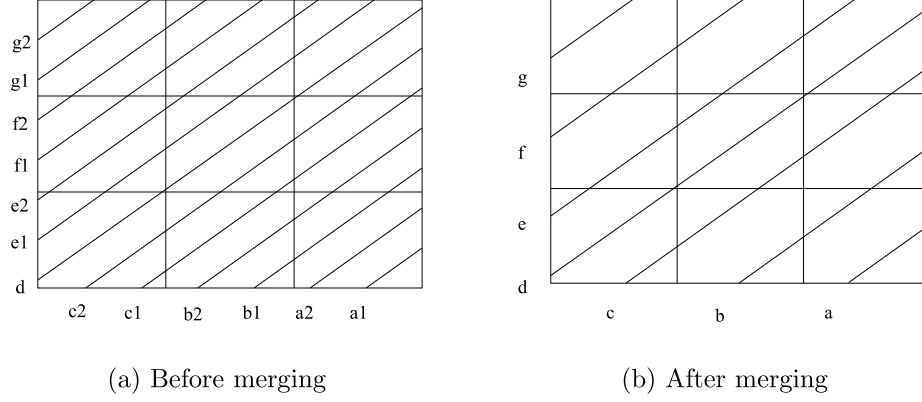 g2
g1
f2
f1
e2
e1
d
c2 c1 b2 b1 a2 a1
(a) Before merging
g
f
e
d
c b a
(b) After merging